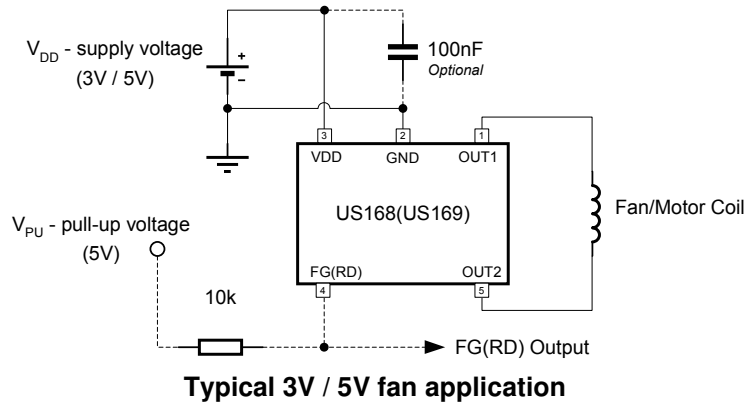 V_DD - supply voltage
(3V / 5V)
+
−
100nF
Optional
3
2
1
VDD
GND
OUT1
US168(US169)
Fan/Motor Coil
V_PU - pull-up voltage
(5V)
FG(RD)
OUT2
4
5
10k
FG(RD) Output
Typical 3V / 5V fan application